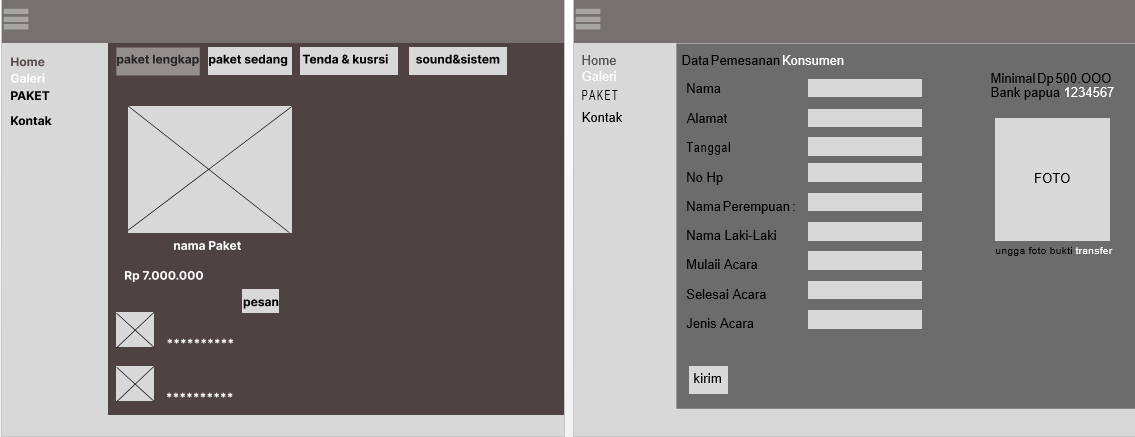 Home
Galeri
PAKET
Kontak
paket lengkap
paket sedang
Tenda & kusrsi
sound&sistem
nama Paket
Rp 7.000.000
pesan
**********
**********
Home
Galeri
PAKET
Kontak
Data Pemesanan Konsumen
Nama
Alamat
Tanggal
No Hp
Nama Perempuan :
Nama Laki-Laki
Mulaii Acara
Selesai Acara
Jenis Acara
kirim
Minimal Dp 500.OOO
Bank papua 1234567
FOTO
ungga foto bukti transfer